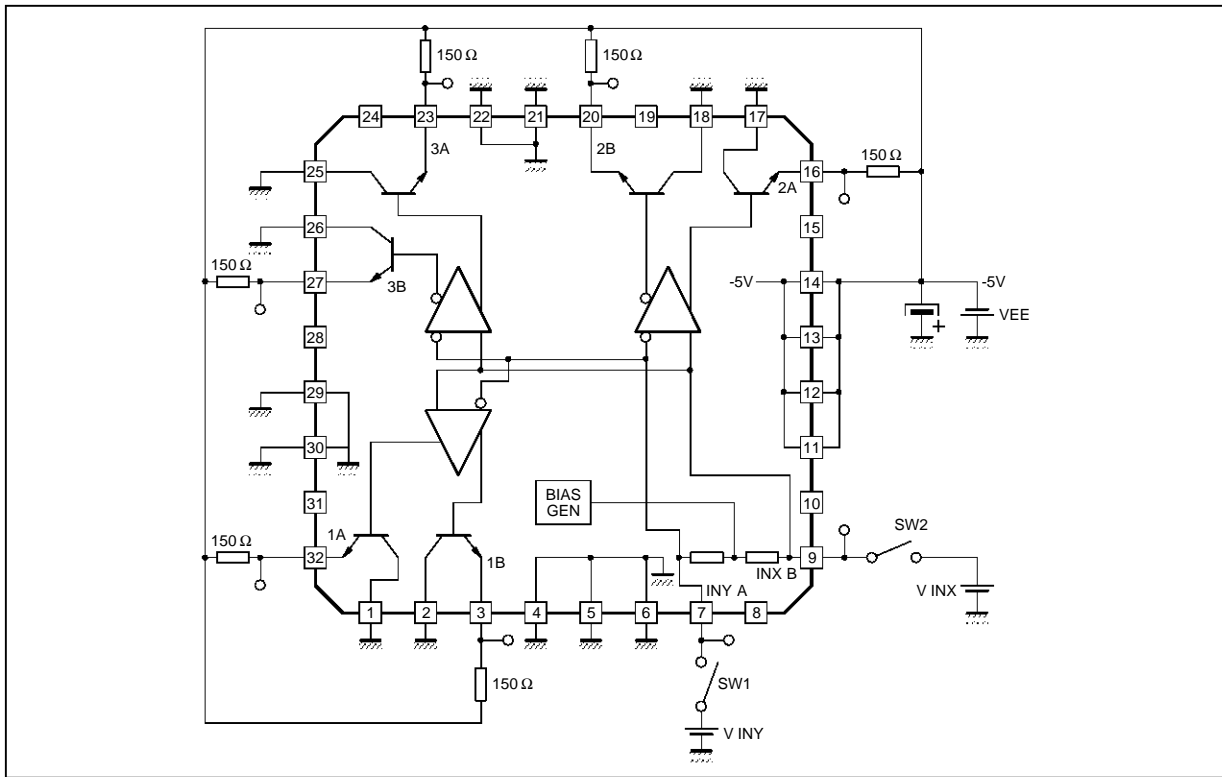 150 Ω
150 Ω
24
23
22
21
20
19
18
17
3A
2B
25
16
150 Ω
2A
26
15
150 Ω
27
3B
-5V
14
-5V
VEE
+
28
13
29
12
30
11
31
BIAS
GEN
10
1A
SW2
150 Ω
32
1B
INX B
9
INY A
V INX
1
2
3
4
5
6
7
8
150 Ω
SW1
V INY